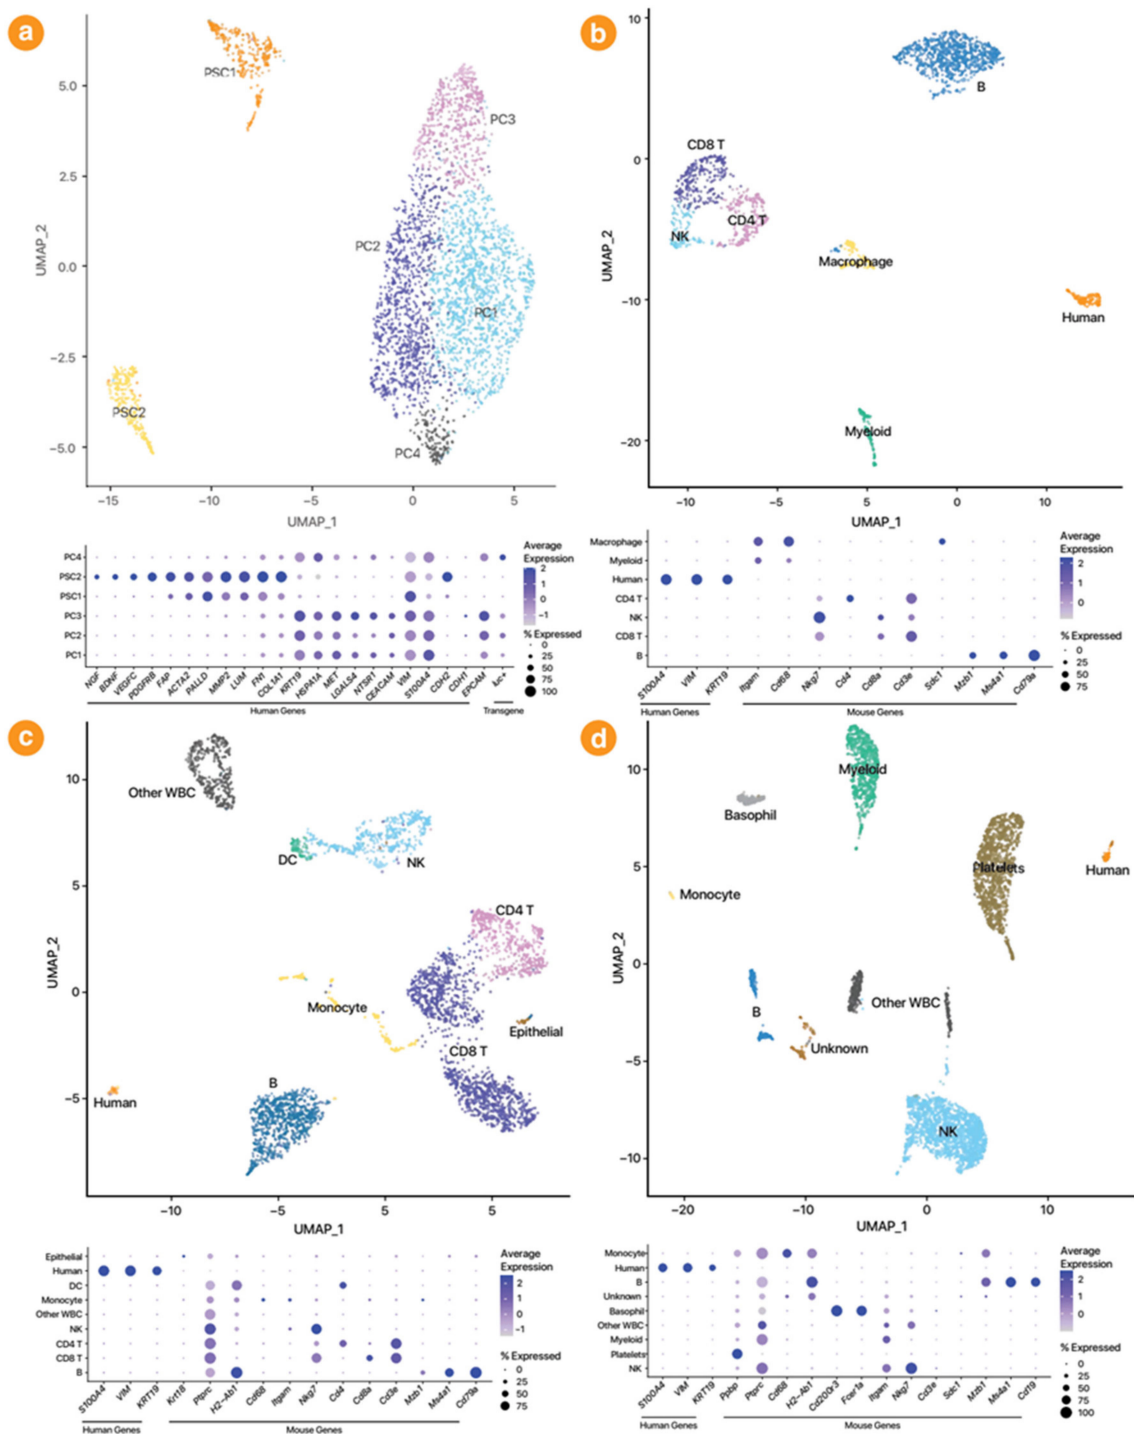 a
PSC1
PC3
PC2
PC1
PSC2
PC4
5.0
2.5
0.0
−2.5
−5.0
UMAP_2
−15
−10
−5
0
5
UMAP_1
PC4
PSC2
PSC1
PC3
PC2
PC1
NGF
BDNF
VEGFC
PDGFRB
FAP
ACTA2
PALLD
MMP2
LUM
FN1
COL1A1
KRT19
HSPA1A
MET
LGALS4
NTSR1
CEACAM
VIM
S100A4
CDH2
CDH1
EPCAM
luc+
Human Genes
Transgene
Average
Expression
2
1
0
−1
% Expressed
0
25
50
75
100
b
10
0
−10
−20
UMAP_2
B
CD8 T
CD4 T
NK
Macrophage
Human
Myeloid
−10
−5
5
0
10
UMAP_1
Macrophage
Myeloid
Human
CD4 T
NK
CD8 T
B
S100A4
VIM
KRT19
Itgam
Cd68
Nkg7
Cd4
Cd8a
Cd3e
Sdc1
Mzb1
Ms4a1
Cd79a
Human Genes
Mouse Genes
Average
Expression
2
1
0
% Expressed
0
25
50
75
c
10
5
0
−5
UMAP_2
Other WBC
DC
NK
CD4 T
Monocyte
Epithelial
CD8 T
B
Human
−10
−5
5
5
UMAP_1
Epithelial
Human
DC
Monocyte
Other WBC
NK
CD4 T
CD8 T
B
S100A4
VIM
KRT19
Krt18
Ptprc
H2−Ab1
Cd68
Itgam
Nkg7
Cd4
Cd8a
Cd3e
Mzb1
Ms4a1
Cd79a
Human Genes
Mouse Genes
Average
Expression
2
1
0
−1
% Expressed
0
25
50
75
d
10
5
0
−5
−10
UMAP_2
Myeloid
Basophil
Platelets
Human
Monocyte
Other WBC
B
Unknown
NK
−20
−10
0
10
UMAP_1
Monocyte
Human
B
Unknown
Basophil
Other WBC
Myeloid
Platelets
NK
S100A4
VIM
KRT19
Ppbp
Ptprc
Cd68
H2−Ab1
Cd200r3
Fcer1a
Itgam
Nkg7
Cd3e
Sdc1
Mzb1
Ms4a1
Cd19
Human Genes
Mouse Genes
Average
Expression
2
1
0
% Expressed
0
25
50
75
100